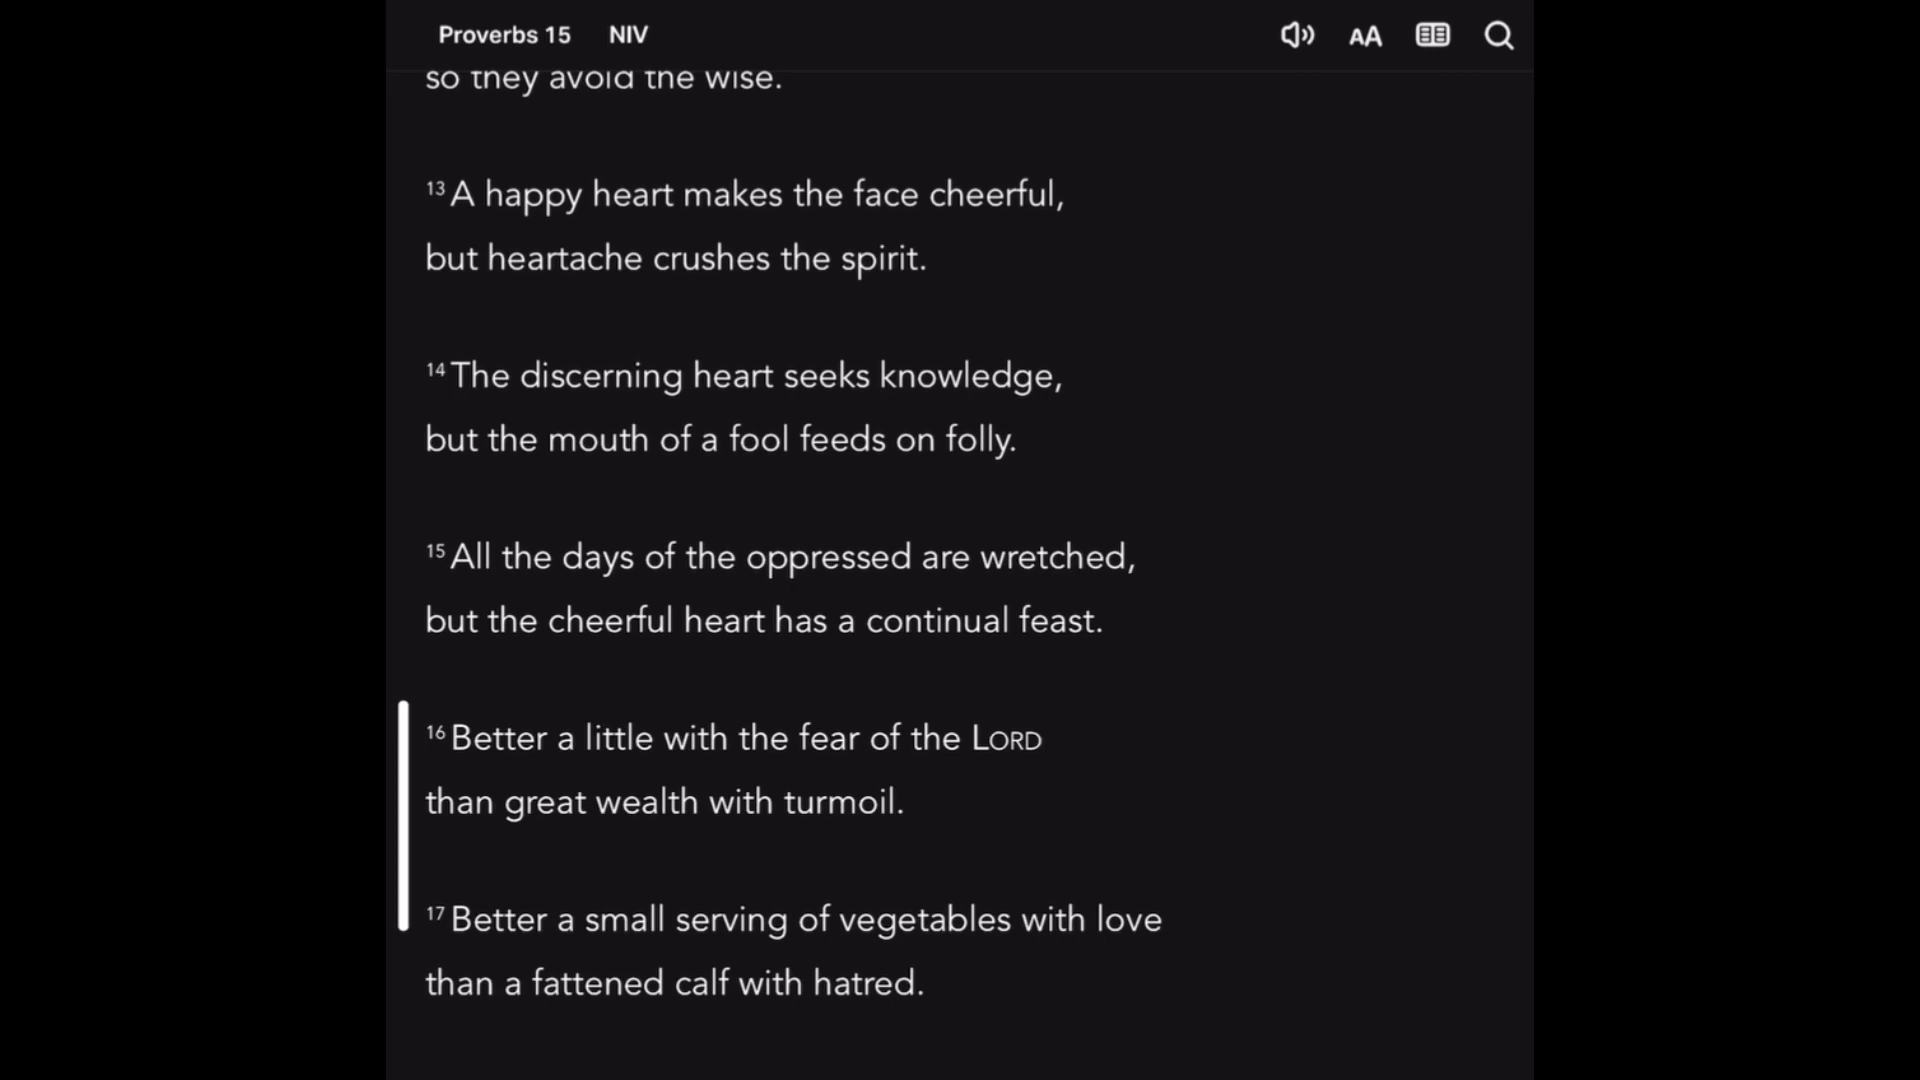 Proverbs 15 NIV
AA
so they avoid the wise.
13 A happy heart makes the face cheerful,
but heartache crushes the spirit.
14 The discerning heart seeks knowledge,
but the mouth of a fool feeds on folly.
15 All the days of the oppressed are wretched,
but the cheerful heart has a continual feast.
16 Better a little with the fear of the LORD
than great wealth with turmoil.
17 Better a small serving of vegetables with love
than a fattened calf with hatred.